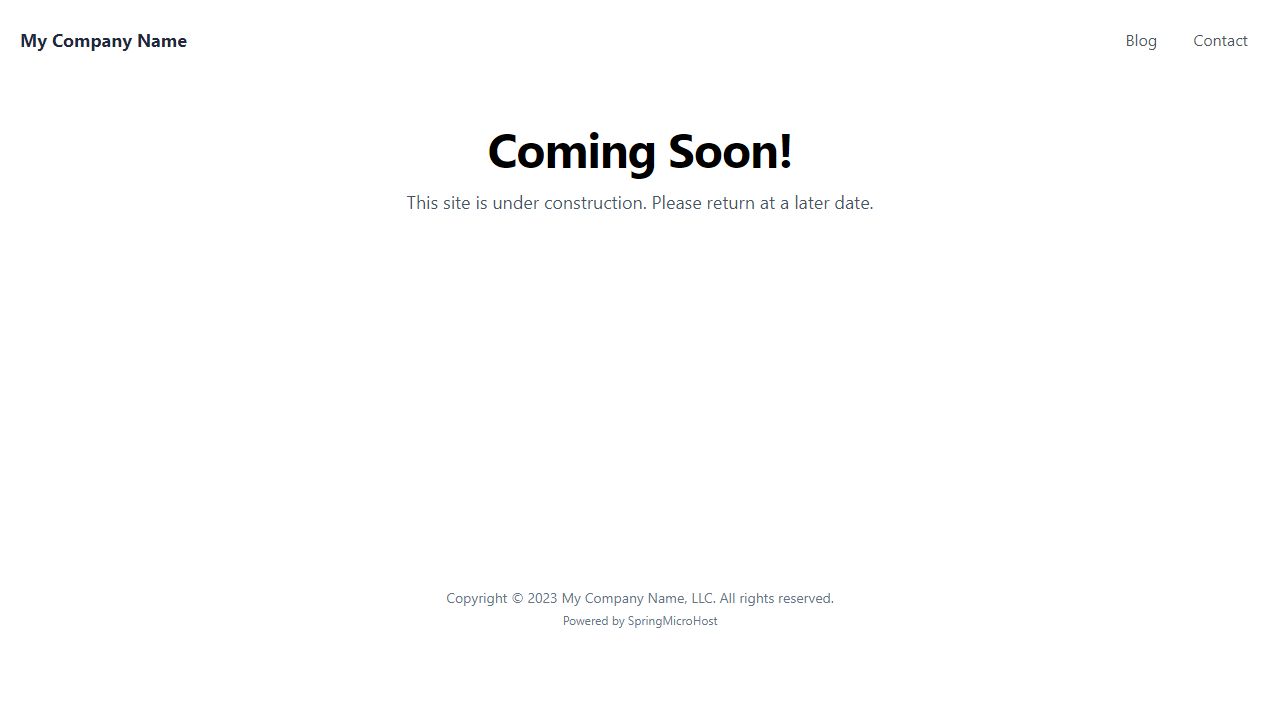 My Company Name
Blog
Contact
Coming Soon!
This site is under construction. Please return at a later date.
Copyright © 2023 My Company Name, LLC. All rights reserved.
Powered by SpringMicroHost